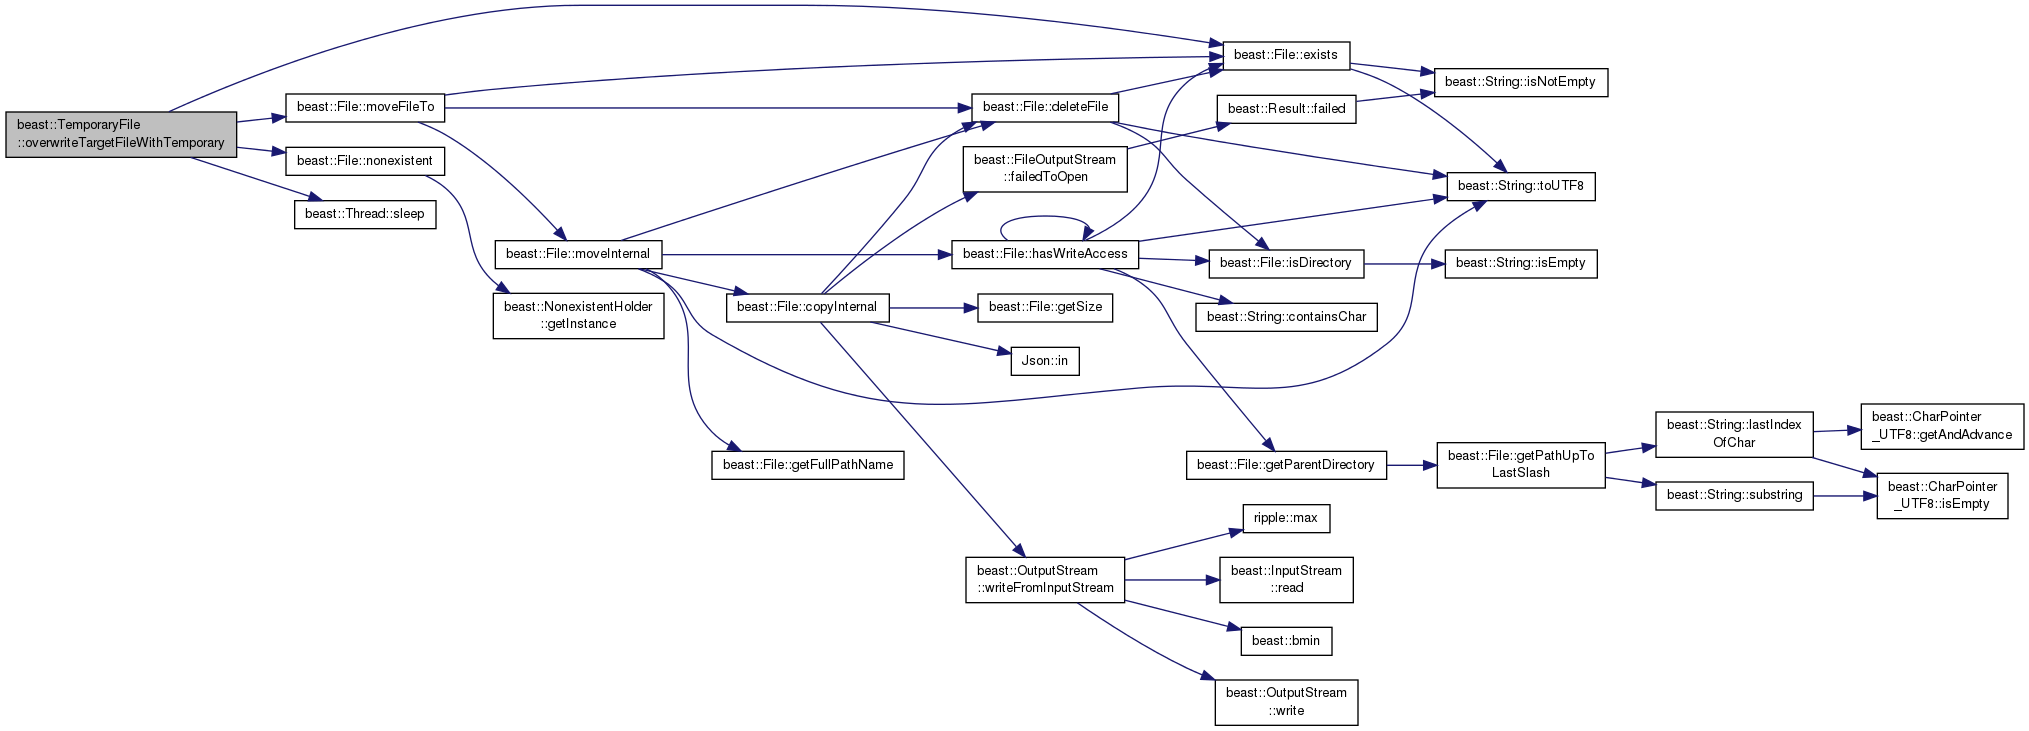 beast::TemporaryFile
::overwriteTargetFileWithTemporary
beast::File::moveFileTo
beast::File::nonexistent
beast::Thread::sleep
beast::File::moveInternal
beast::NonexistentHolder
::getInstance
beast::File::copyInternal
beast::File::getFullPathName
beast::File::deleteFile
beast::FileOutputStream
::failedToOpen
beast::File::hasWriteAccess
beast::File::getSize
Json::in
beast::OutputStream
::writeFromInputStream
beast::File::exists
beast::Result::failed
beast::File::isDirectory
beast::String::containsChar
beast::File::getParentDirectory
ripple::max
beast::InputStream
::read
beast::bmin
beast::OutputStream
::write
beast::String::isNotEmpty
beast::String::toUTF8
beast::String::isEmpty
beast::File::getPathUpTo
LastSlash
beast::String::lastIndex
OfChar
beast::String::substring
beast::CharPointer
_UTF8::getAndAdvance
beast::CharPointer
_UTF8::isEmpty